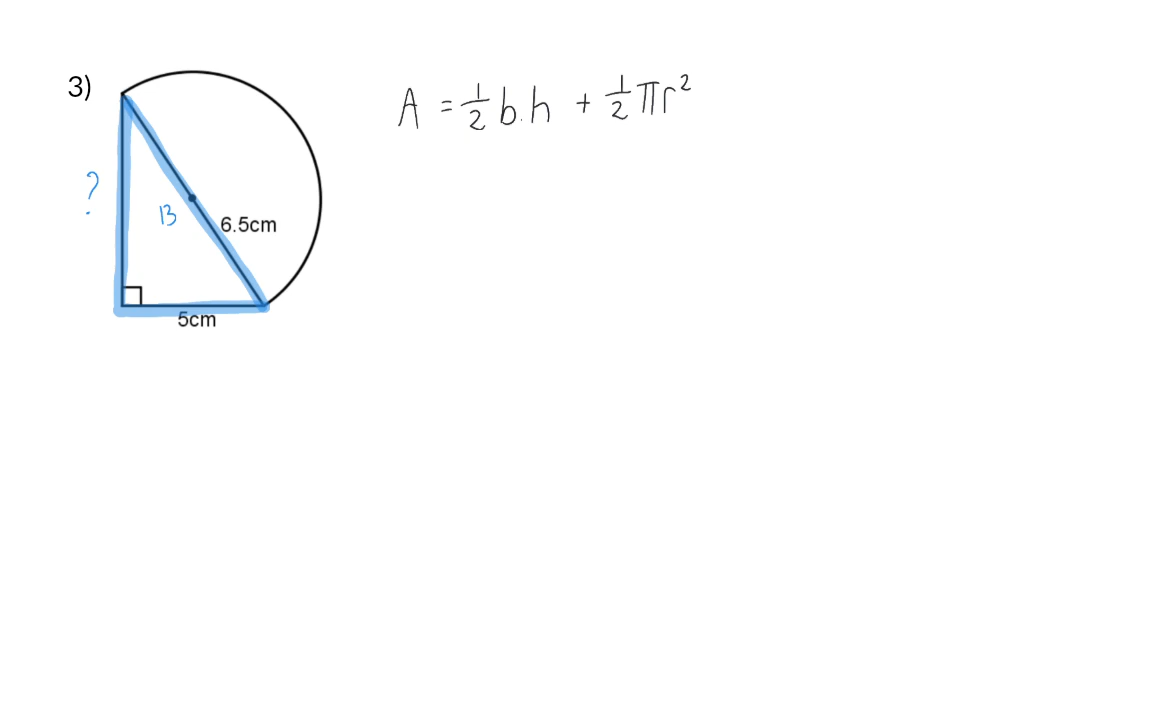 3)
A = 1/2 b.h + 1/2 πr²
?
13
6.5cm
5cm